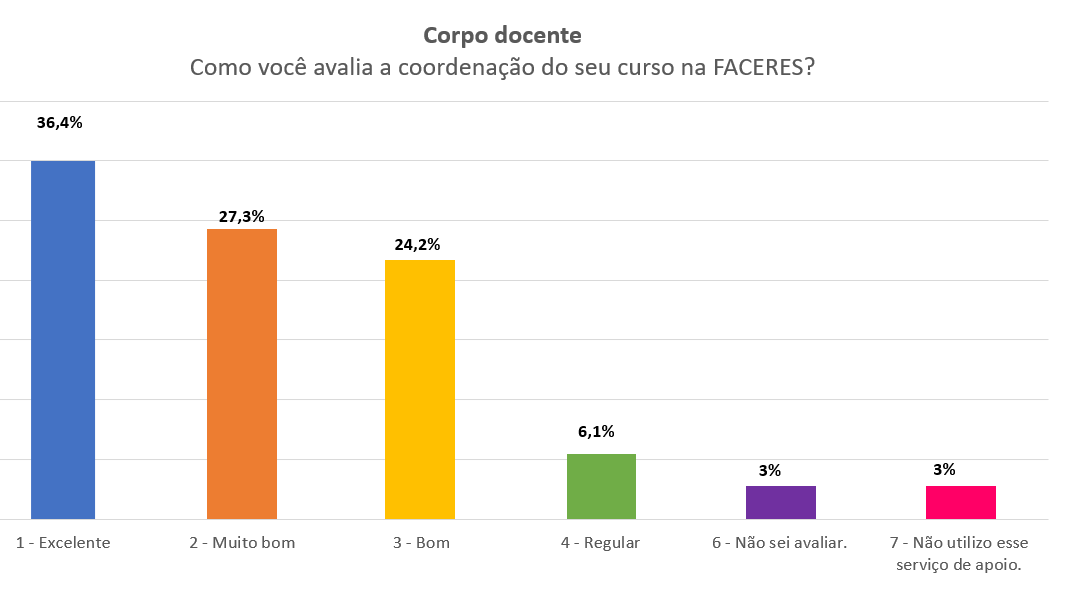 Corpo docente
Como você avalia a coordenação do seu curso na FACERES?
36,4%
27,3%
24,2%
6,1%
3%
3%
1 - Excelente
2 - Muito bom
3 - Bom
4 - Regular
6 - Não sei avaliar.
7 - Não utilizo esse
serviço de apoio.